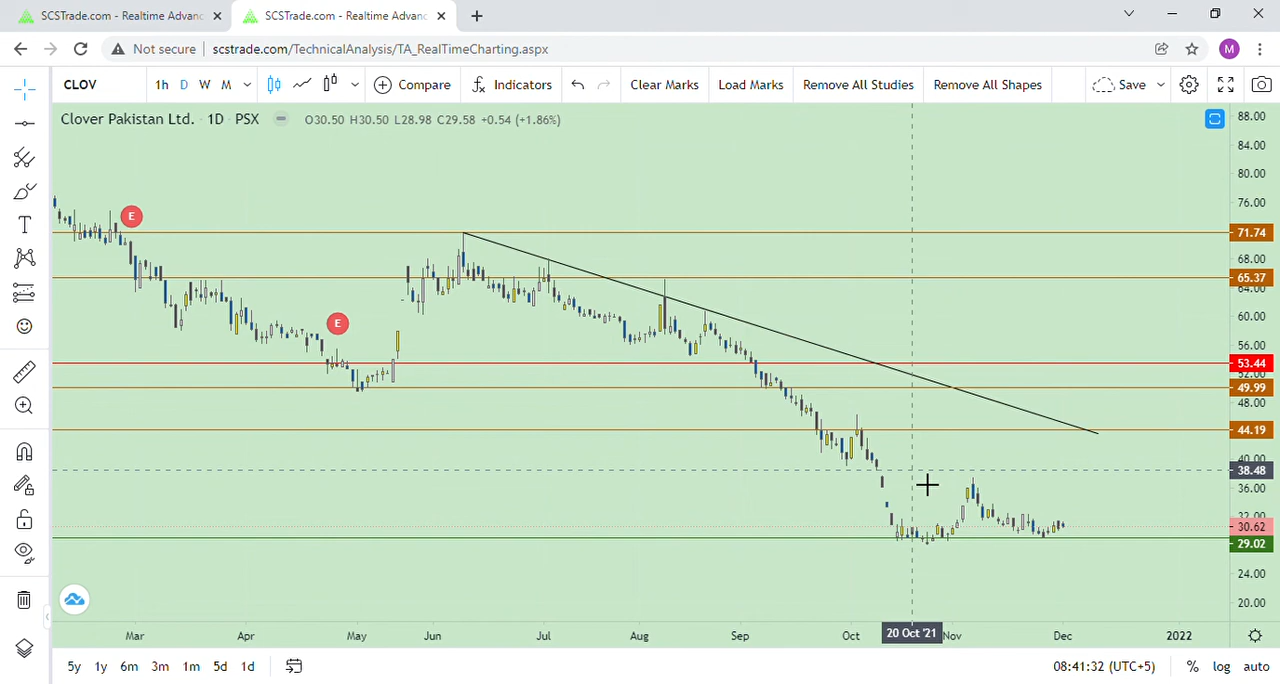 SCSTrade.com - Realtime Advanc
SCSTrade.com - Realtime Advanc
Not secure scstrade.com/TechnicalAnalysis/TA_RealTimeCharting.aspx M
CLOV 1h D W M Compare Indicators Clear Marks Load Marks Remove All Studies Remove All Shapes Save
Clover Pakistan Ltd. · 1D · PSX O30.50 H30.50 L28.98 C29.58 +0.54 (+1.86%)
T
E
E
88.00
84.00
80.00
76.00
71.74
68.00
65.37
64.00
60.00
56.00
53.44
52.00
49.99
48.00
44.19
40.00
38.48
36.00
32.00
30.62
29.02
24.00
20.00
Mar Apr May Jun Jul Aug Sep Oct 20 Oct '21 Nov Dec 2022
5y 1y 6m 3m 1m 5d 1d 08:41:32 (UTC+5) % log auto